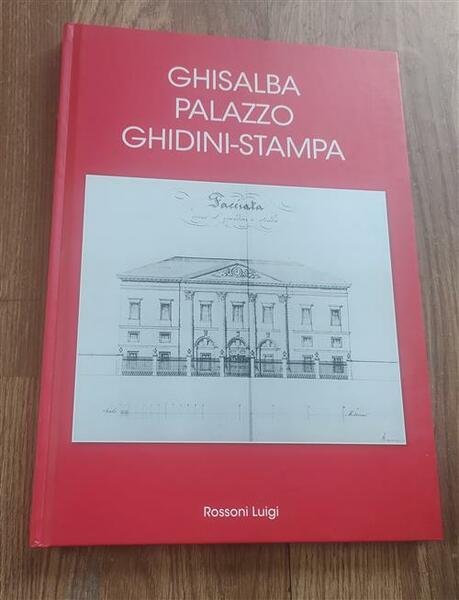 GHISALBA
PALAZZO
GHIDINI-STAMPA
Facciata
Rossoni Luigi